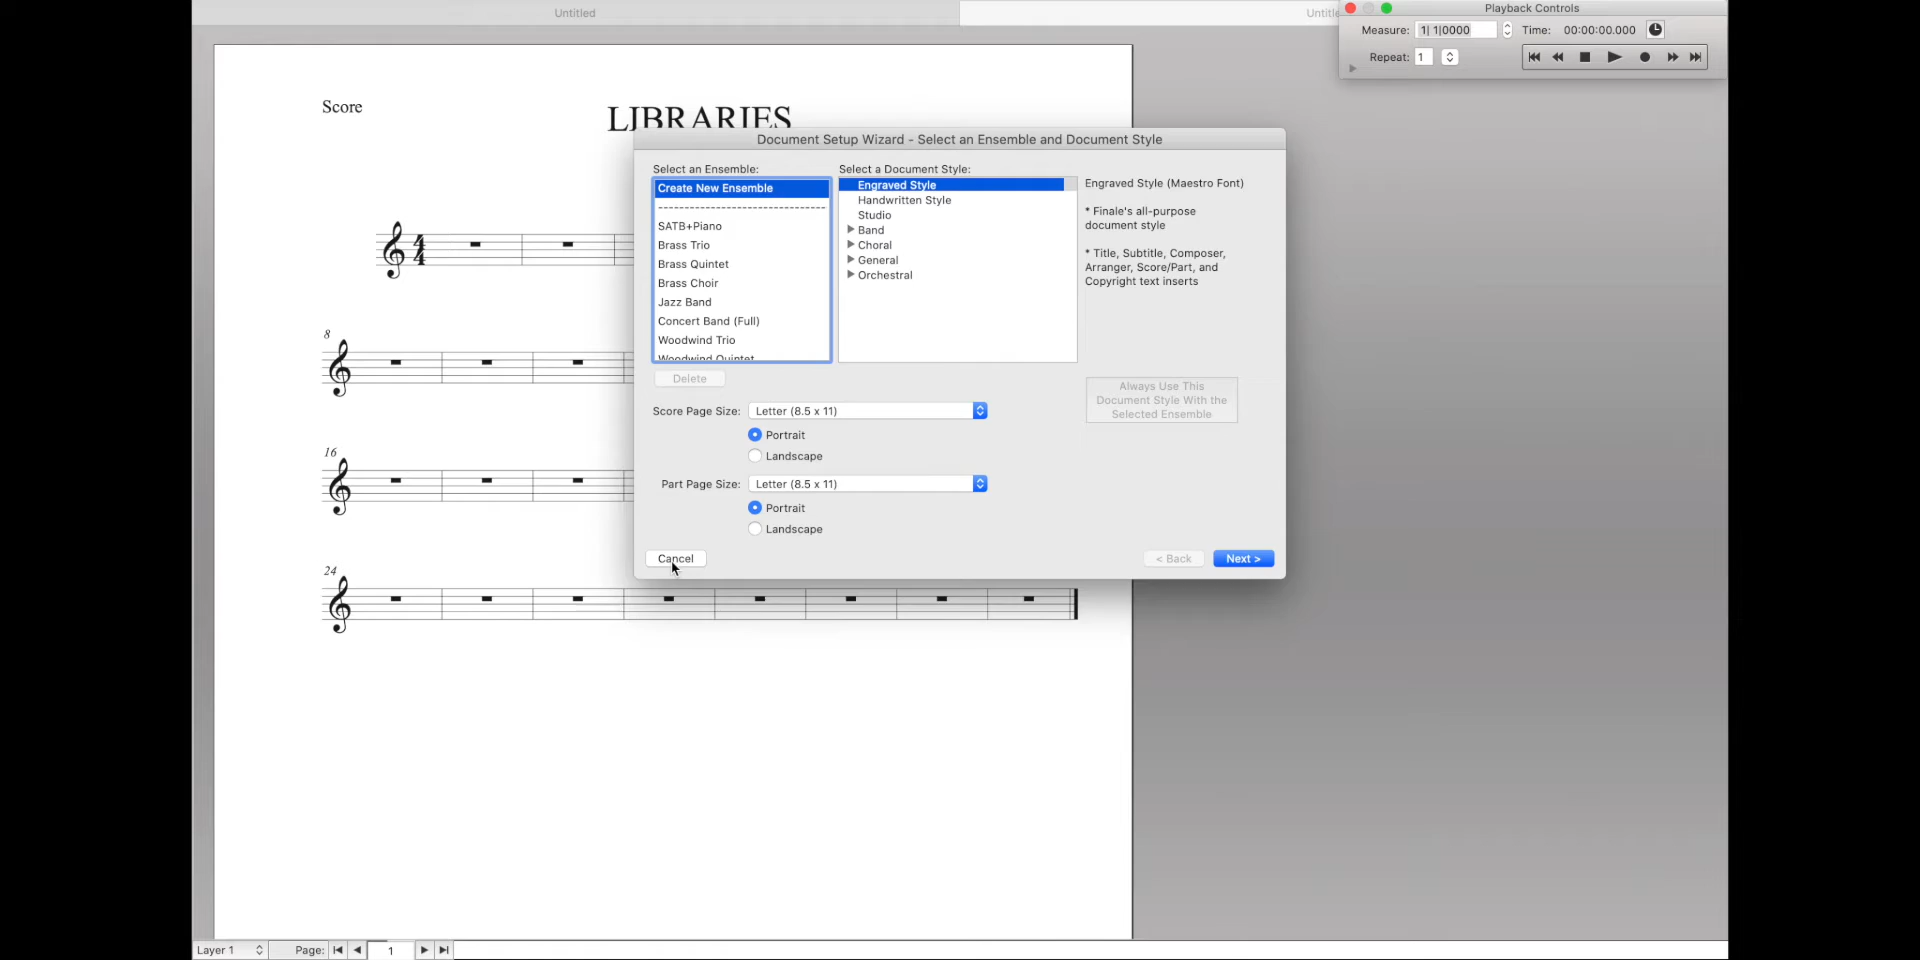 Untitled
Untitle
Playback Controls
Measure: 1| 1|0000
Time: 00:00:00.000
Repeat: 1
Score
LIBRARIES
8
16
24
Document Setup Wizard - Select an Ensemble and Document Style
Select an Ensemble:
Create New Ensemble
---------------------------------
SATB+Piano
Brass Trio
Brass Quintet
Brass Choir
Jazz Band
Concert Band (Full)
Woodwind Trio
Woodwind Quintet
Delete
Select a Document Style:
Engraved Style
Handwritten Style
Studio
Band
Choral
General
Orchestral
Engraved Style (Maestro Font)
* Finale's all-purpose
document style
* Title, Subtitle, Composer,
Arranger, Score/Part, and
Copyright text inserts
Always Use This
Document Style With the
Selected Ensemble
Score Page Size: Letter (8.5 x 11)
Portrait
Landscape
Part Page Size: Letter (8.5 x 11)
Portrait
Landscape
Cancel
< Back
Next >
Layer 1
Page: 1